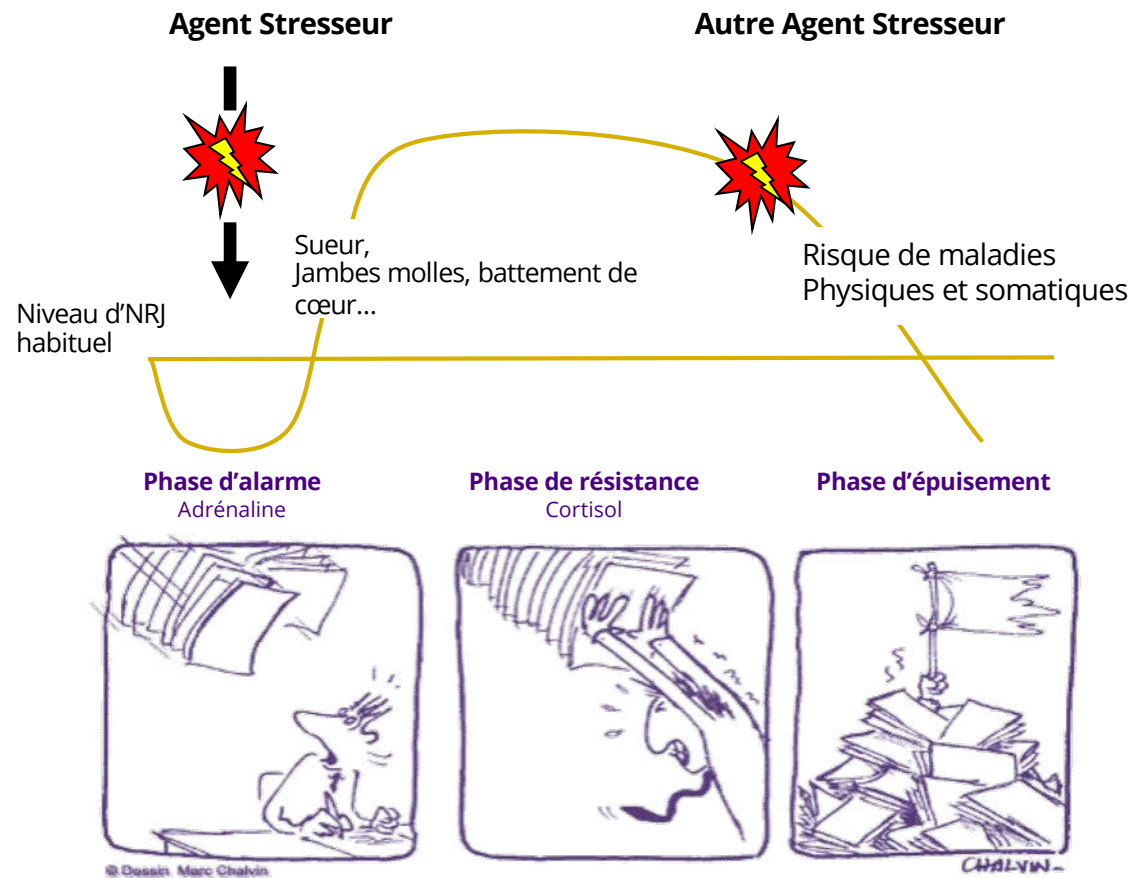 Agent Stresseur
Autre Agent Stresseur
Sueur,
Jambes molles, battement de
cœur…
Risque de maladies
Physiques et somatiques
Niveau d’NRJ
habituel
Phase d’alarme
Adrénaline
Phase de résistance
Cortisol
Phase d’épuisement
© Dessin Marc Chalvin
CHALVIN